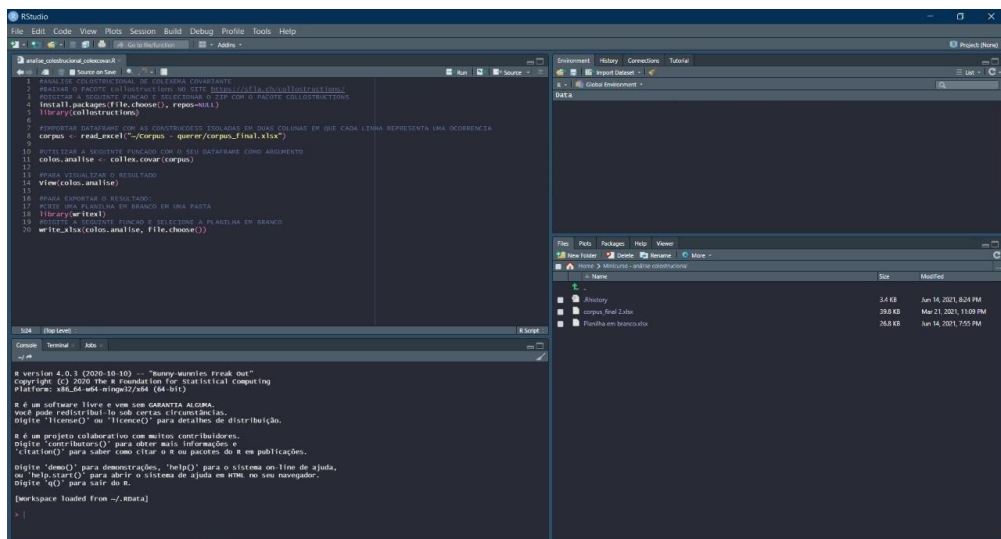 RStudio
File Edit Code View Plots Session Build Debug Profile Tools Help
Go to file/function Addins
Project: (None)
analise_colostrucional_colexcovar.R
Source on Save Run Source
1 #ANALISE COLOSTRUCIONAL DE COLEXEMA COVARIANTE
2 #BAIXAR O PACOTE collostructions NO SITE https://sfla.ch/collostructions/
3 #DIGITAR A SEGUINTE FUNCAO E SELECIONAR O ZIP COM O PACOTE COLLOSTRUCTIONS
4 install.packages(file.choose(), repos=NULL)
5 library(collostructions)
6
7 #IMPORTAR DATAFRAME COM AS CONSTRUCOESS ISOLADAS EM DUAS COLUNAS EM QUE CADA LINHA REPRESENTA UMA OCORRENCIA
8 corpus <- read_excel("~/Corpus - querer/corpus_final.xlsx")
9
10 #UTILIZAR A SEGUINTE FUNCAO COM O SEU DATAFRAME COMO ARGUMENTO
11 colos.analise <- collex.covar(corpus)
12
13 #PARA VISUALIZAR O RESULTADO
14 View(colos.analise)
15
16 #PARA EXPORTAR O RESULTADO:
17 #CRIE UMA PLANILHA EM BRANCO EM UMA PASTA
18 library(writexl)
19 #DIGITE A SEGUINTE FUNCAO E SELECIONE A PLANILHA EM BRANCO
20 write_xlsx(colos.analise, file.choose())
5:24 (Top Level) R Script
Console Terminal Jobs
~/
R version 4.0.3 (2020-10-10) -- "Bunny-Wunnies Freak Out"
Copyright (C) 2020 The R Foundation for Statistical Computing
Platform: x86_64-w64-mingw32/x64 (64-bit)
R é um software livre e vem sem GARANTIA ALGUMA.
Você pode redistribuí-lo sob certas circunstâncias.
Digite 'license()' ou 'licence()' para detalhes de distribuição.
R é um projeto colaborativo com muitos contribuidores.
Digite 'contributors()' para obter mais informações e
'citation()' para saber como citar o R ou pacotes do R em publicações.
Digite 'demo()' para demonstrações, 'help()' para o sistema on-line de ajuda,
ou 'help.start()' para abrir o sistema de ajuda em HTML no seu navegador.
Digite 'q()' para sair do R.
[Workspace loaded from ~/.RData]
>
Environment History Connections Tutorial
Import Dataset List
R Global Environment
Data
Files Plots Packages Help Viewer
New Folder Delete Rename More
Home > Minicurso - análise colostrucional
Name Size Modified
..
.Rhistory 3.4 KB Jun 14, 2021, 8:24 PM
corpus_final 2.xlsx 39.8 KB Mar 21, 2021, 11:09 PM
Planilha em branco.xlsx 26.8 KB Jun 14, 2021, 7:55 PM